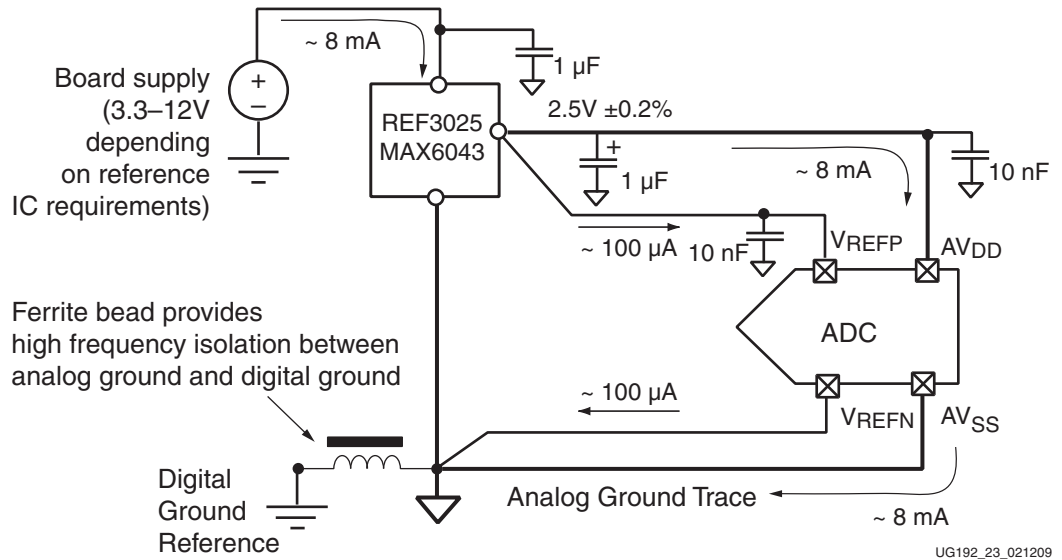 ~ 8 mA
1 µF
Board supply
(3.3–12V
depending
on reference
IC requirements)
+
–
REF3025
MAX6043
2.5V ±0.2%
+
1 µF
~ 8 mA
10 nF
~ 100 µA
10 nF
VREFP
AVDD
Ferrite bead provides
high frequency isolation between
analog ground and digital ground
ADC
~ 100 µA
VREFN
AVSS
Digital
Ground
Reference
Analog Ground Trace
~ 8 mA
UG192_23_021209